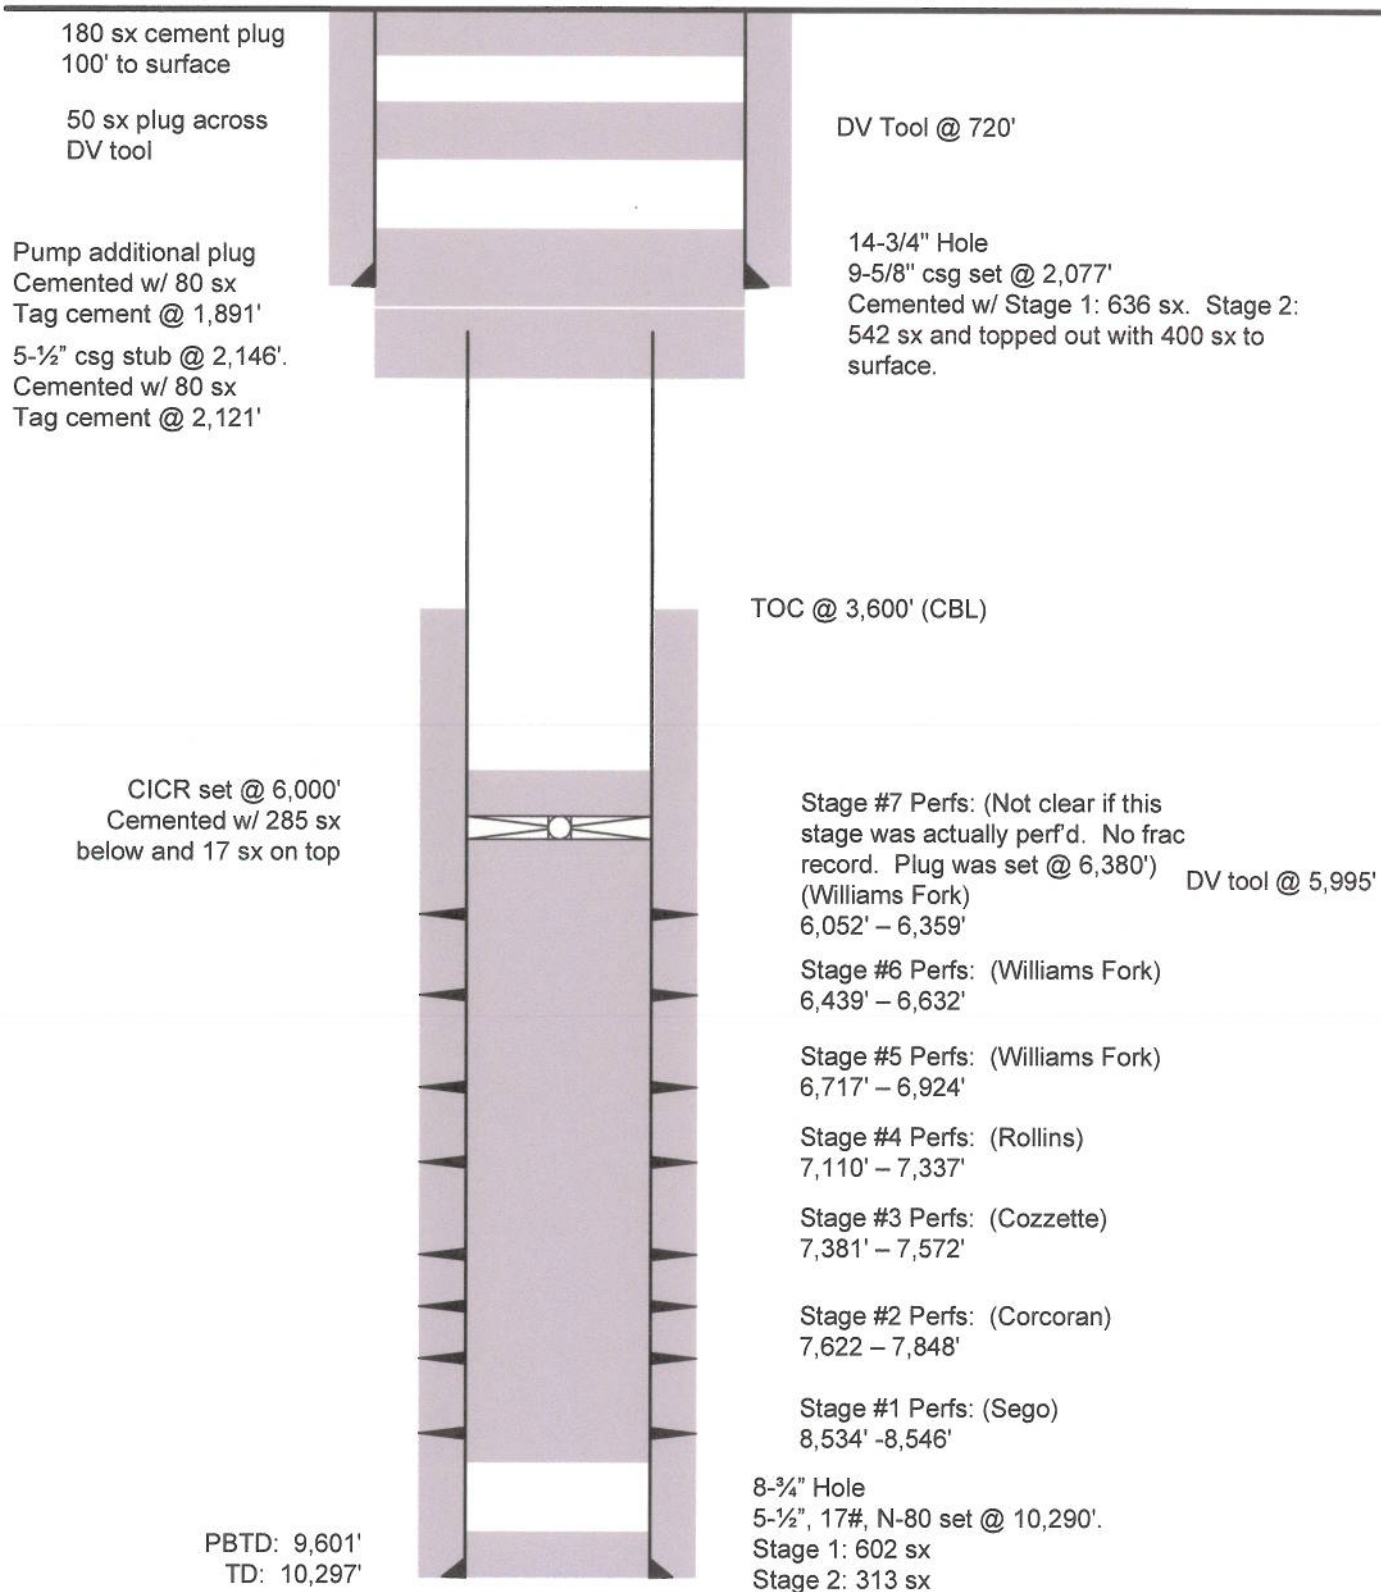 180 sx cement plug
100' to surface
50 sx plug across
DV tool
DV Tool @ 720'
Pump additional plug
Cemented w/ 80 sx
Tag cement @ 1,891'
5-½" csg stub @ 2,146'.
Cemented w/ 80 sx
Tag cement @ 2,121'
14-3/4" Hole
9-5/8" csg set @ 2,077'
Cemented w/ Stage 1: 636 sx. Stage 2:
542 sx and topped out with 400 sx to
surface.
TOC @ 3,600' (CBL)
CICR set @ 6,000'
Cemented w/ 285 sx
below and 17 sx on top
Stage #7 Perfs: (Not clear if this
stage was actually perf'd. No frac
record. Plug was set @ 6,380')
(Williams Fork)
6,052' – 6,359'
DV tool @ 5,995'
Stage #6 Perfs: (Williams Fork)
6,439' – 6,632'
Stage #5 Perfs: (Williams Fork)
6,717' – 6,924'
Stage #4 Perfs: (Rollins)
7,110' – 7,337'
Stage #3 Perfs: (Cozzette)
7,381' – 7,572'
Stage #2 Perfs: (Corcoran)
7,622 – 7,848'
Stage #1 Perfs: (Sego)
8,534' -8,546'
8-¾" Hole
5-½", 17#, N-80 set @ 10,290'.
Stage 1: 602 sx
Stage 2: 313 sx
PBTD: 9,601'
TD: 10,297'